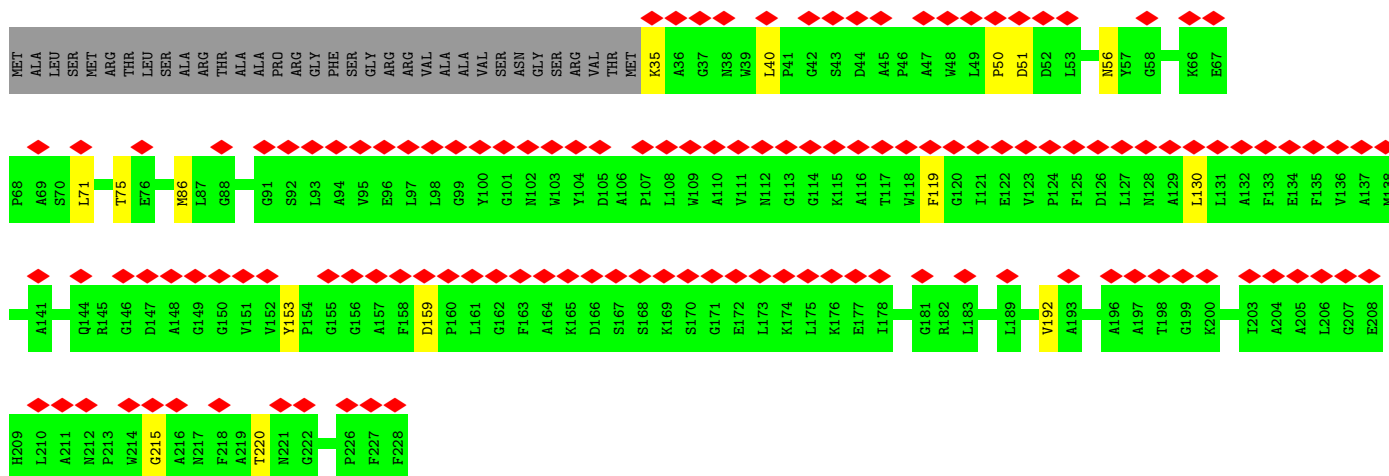 MET ALA LEU SER MET ARG THR LEU SER ALA ARG THR ALA ALA PRO ARG GLY PHE SER GLY ARG ARG VAL ALA ALA VAL SER ASN GLY SER ARG VAL THR MET K35 A36 G37 N38 W39 L40 P41 G42 S43 D44 A45 P46 A47 W48 L49 P50 D51 D52 L53 N56 Y57 G58 K66 E67
P68 A69 S70 L71 T75 E76 M86 L87 G88 G91 S92 L93 A94 V95 E96 L97 L98 G99 Y100 G101 N102 W103 Y104 D105 A106 P107 L108 W109 A110 V111 N112 G113 G114 K115 A116 T117 W118 F119 G120 I121 E122 V123 P124 F125 D126 L127 N128 A129 L130 L131 A132 F133 E134 F135 V136 A137 M138
A141 Q144 R145 G146 D147 A148 G149 G150 V151 V152 Y153 P154 G155 G156 A157 F158 D159 P160 L161 G162 F163 A164 K165 D166 S167 S168 K169 S170 G171 E172 L173 K174 L175 K176 E177 I178 G181 R182 L183 L189 V192 A193 A196 A197 T198 G199 K200 I203 A204 A205 L206 G207 E208
H209 L210 A211 N212 P213 W214 G215 A216 N217 F218 A219 T220 N221 G222 P226 F227 F228